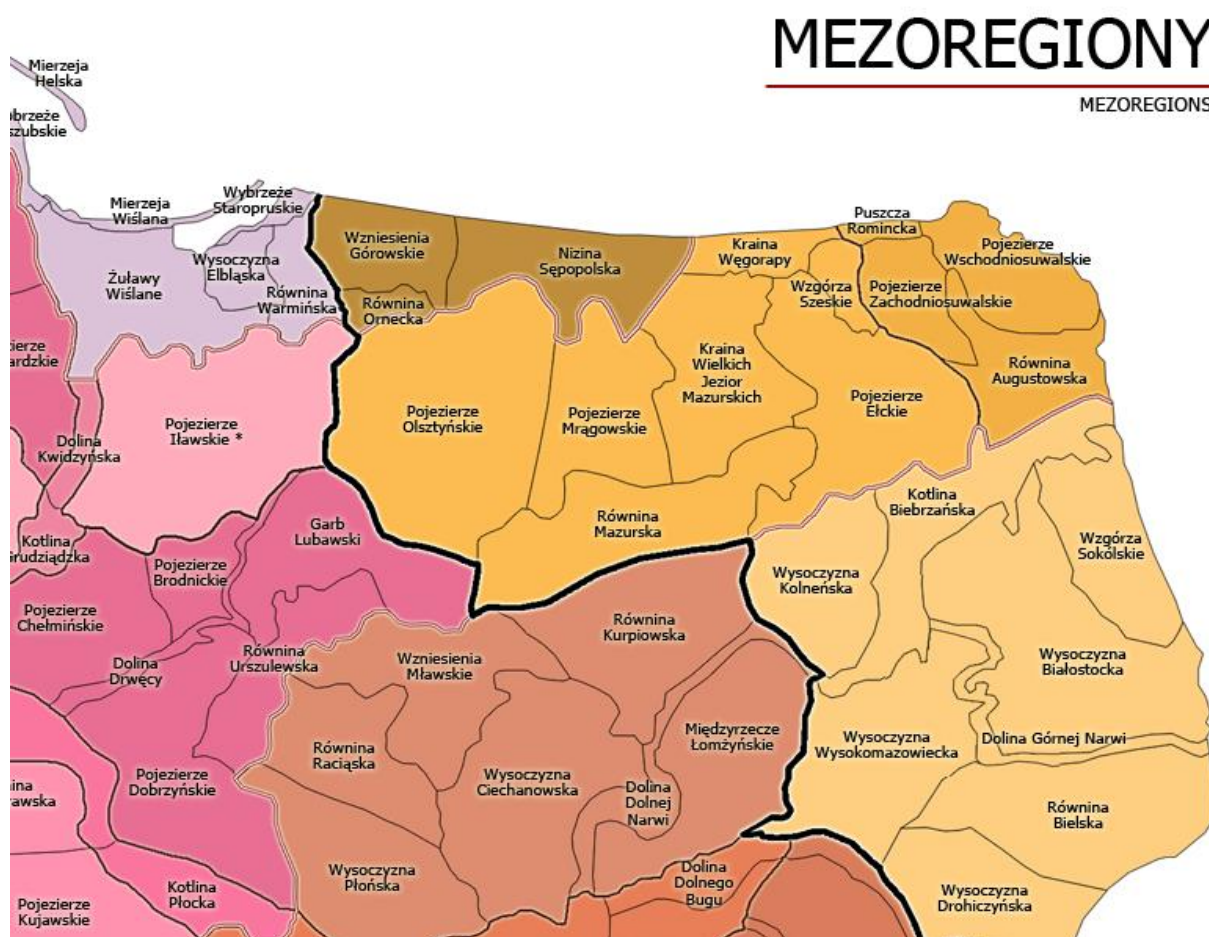 MEZOREGIONY
MEZOREGIONS
Mierzeja
Helska
szubskie
Mierzeja
Wiślana
Wybrzeże
Staropruskie
Wzniesienia
Górowskie
Nizina
Sępopolska
Kraina
Węgorapy
Puszcza
Romincka
Pojezierze
Wschodniosuwalskie
Żuławy
Wiślane
Wysoczyzna
Elbląska
Równina
Warmińska
Równina
Ornecka
Wzgórza
Szeskie
Pojezierze
Zachodniosuwalskie
Kraina
Wielkich
Jezior
Mazurskich
Równina
Augustowska
Pojezierze
Iławskie *
Pojezierze
Olsztyńskie
Pojezierze
Mrągowskie
Pojezierze
Ełckie
Dolina
Kwidzyńska
Kotlina
Biebrzańska
Garb
Lubawski
Równina
Mazurska
Wzgórza
Sokólskie
Kotlina
Grudziądzka
Pojezierze
Brodnickie
Wysoczyzna
Kolneńska
Pojezierze
Chełmińskie
Równina
Kurpiowska
Dolina
Drwęcy
Równina
Urszulewska
Wzniesienia
Mławskie
Wysoczyzna
Białostocka
Międzyrzecze
Łomżyńskie
Wysoczyzna
Wysokomazowiecka
Dolina Górnej Narwi
Równina
Raciąska
Pojezierze
Dobrzyńskie
Wysoczyzna
Ciechanowska
Dolina
Dolnej
Narwi
Równina
Bielska
Wysoczyzna
Płońska
Dolina
Dolnego
Bugu
Kotlina
Płocka
Pojezierze
Kujawskie
Wysoczyzna
Drohiczyńska